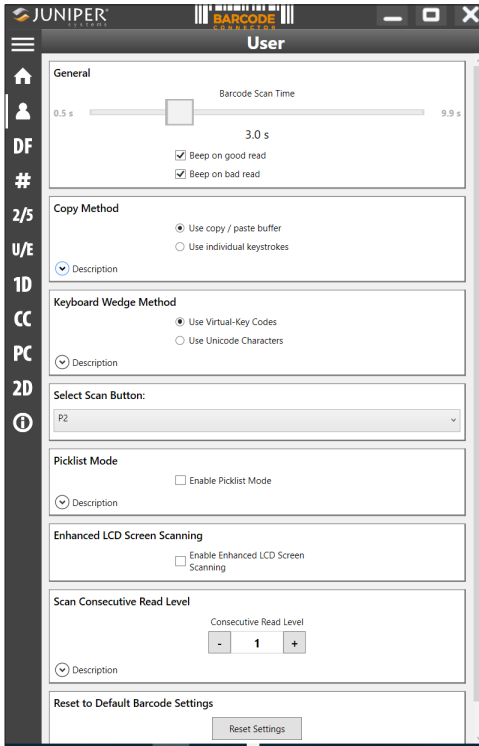 JUNIPER®
systems
BARCODE
CONNECTOR
User
General
Barcode Scan Time
0.5 s
9.9 s
3.0 s
Beep on good read
Beep on bad read
DF
#
2/5
U/E
1D
CC
PC
2D
Copy Method
Use copy / paste buffer
Use individual keystrokes
Description
Keyboard Wedge Method
Use Virtual-Key Codes
Use Unicode Characters
Description
Select Scan Button:
P2
Picklist Mode
Enable Picklist Mode
Description
Enhanced LCD Screen Scanning
Enable Enhanced LCD Screen
Scanning
Scan Consecutive Read Level
Consecutive Read Level
- 1 +
Description
Reset to Default Barcode Settings
Reset Settings